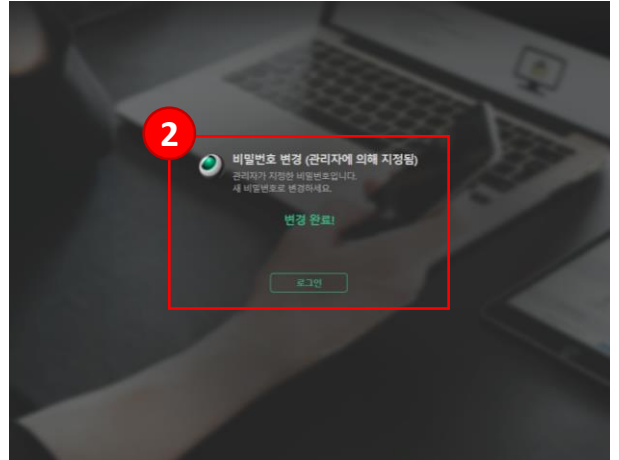 2
비밀번호 변경 (관리자에 의해 지정됨)
관리자가 지정한 비밀번호입니다.
새 비밀번호로 변경하세요.
변경 완료!
로그인